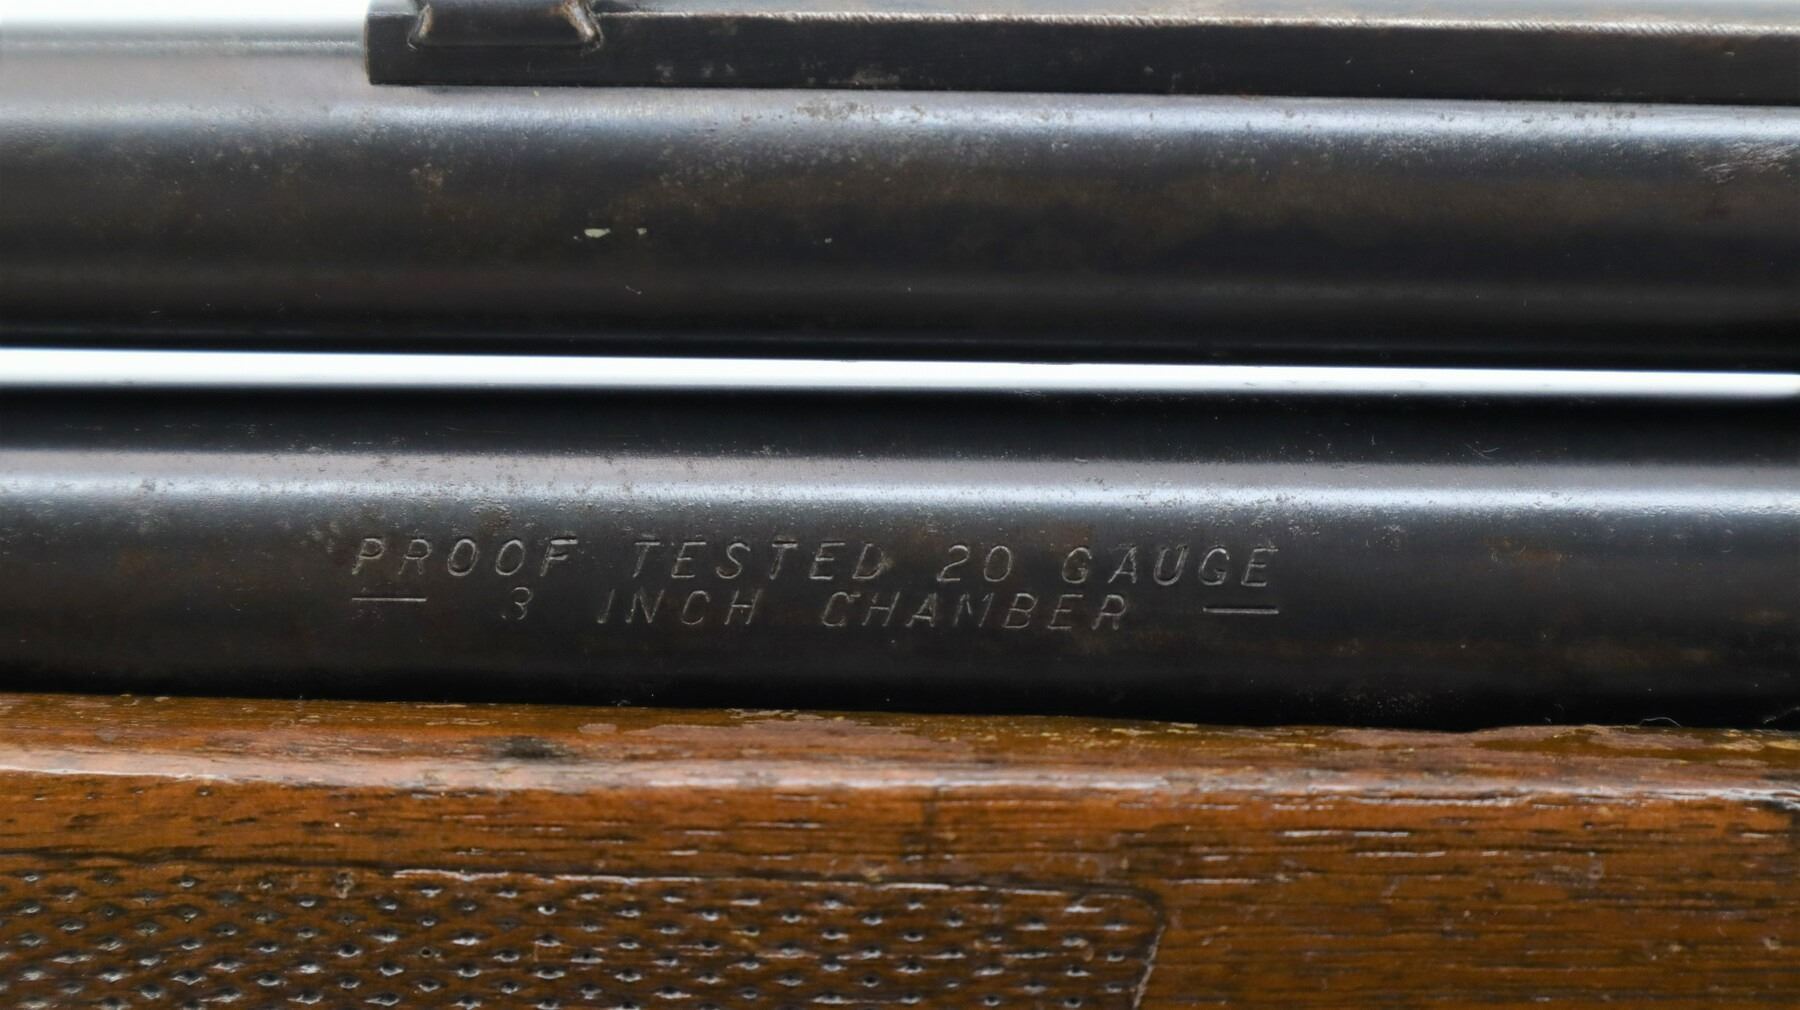 PROOF TESTED 20 GAUGE
— 3 INCH CHAMBER —